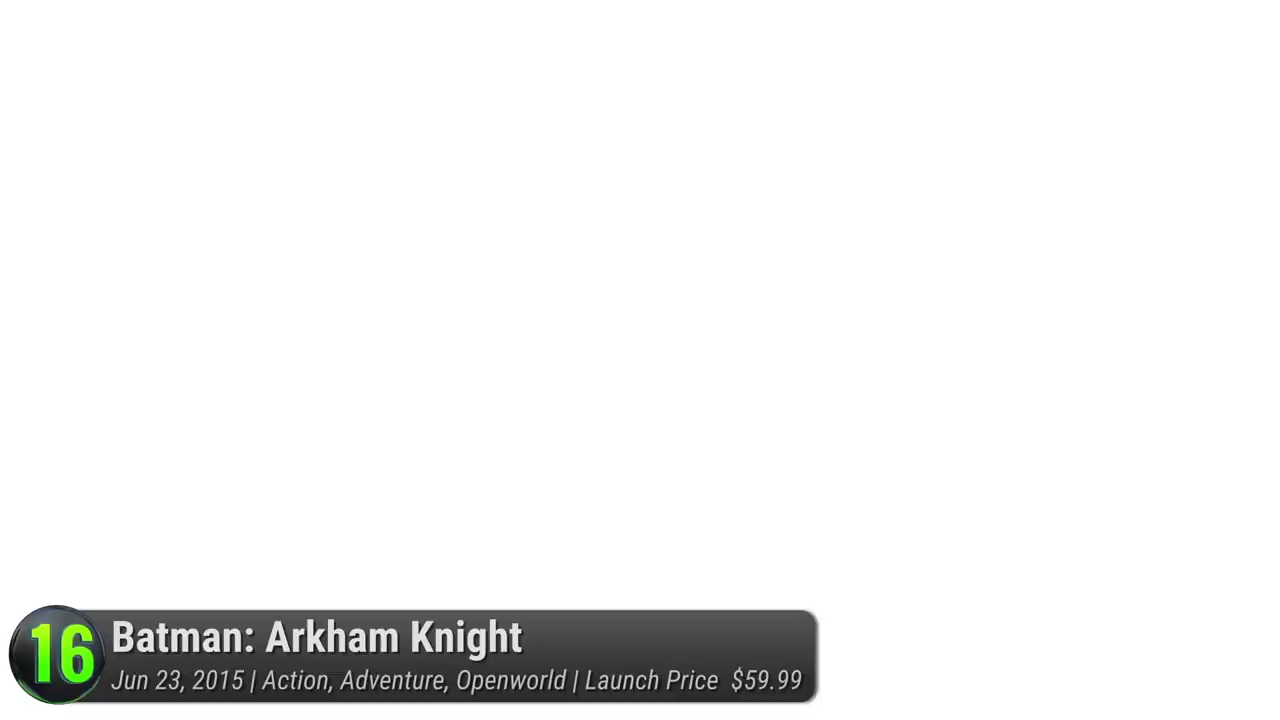 16
Batman: Arkham Knight
Jun 23, 2015 | Action, Adventure, Openworld | Launch Price $59.99